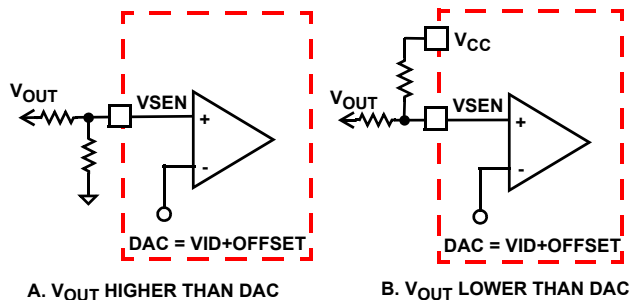 VCC
VOUT
VSEN
+
-
DAC = VID+OFFSET
A. VOUT HIGHER THAN DAC
VOUT
VSEN
+
-
DAC = VID+OFFSET
B. VOUT LOWER THAN DAC